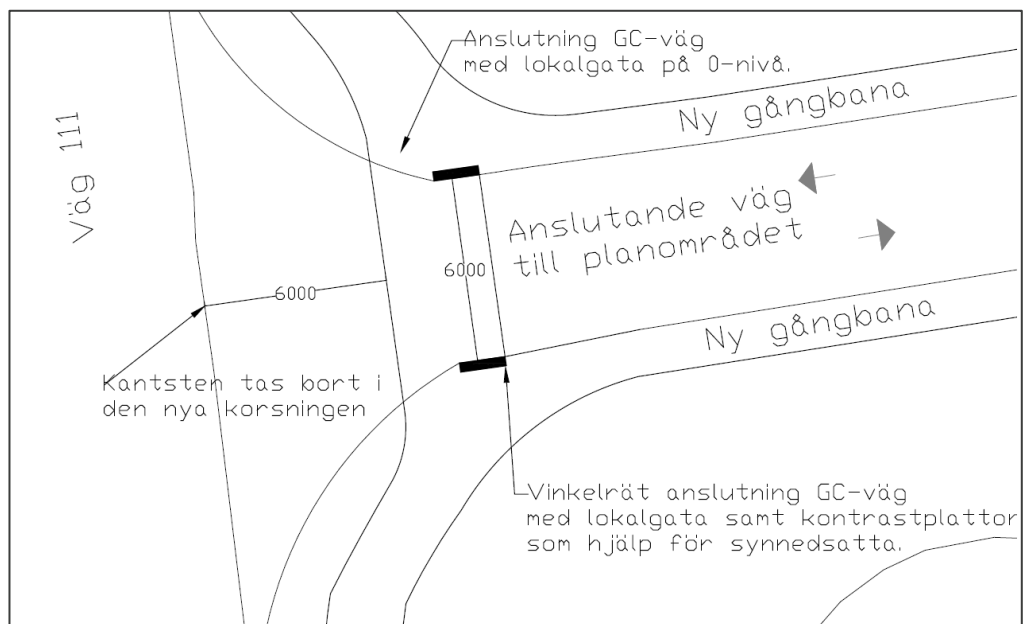 Anslutning GC-väg
med lokalgata på 0-nivå.
Ny gångbana
Väg 111
Anslutande väg
till planområdet
6000
6000
Ny gångbana
Kantsten tas bort i
den nya korsningen
Vinkelrät anslutning GC-väg
med lokalgata samt kontrastplattor
som hjälp för synnedsatta.